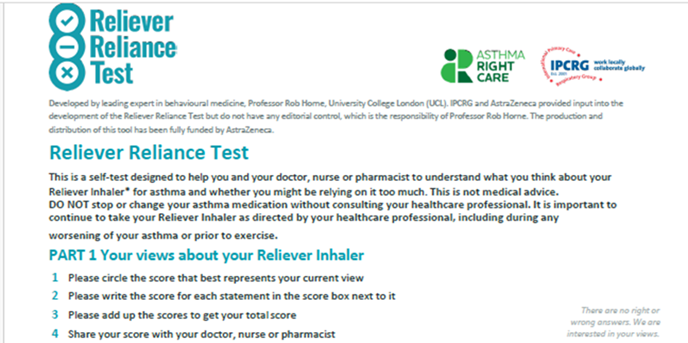 Reliever
Reliance
Test
ASTHMA
RIGHT
CARE
International Primary Care
Respiratory Group
IPCRG
work locally
collaborate globally
Developed by leading expert in behavioural medicine, Professor Rob Horne, University College London (UCL). IPCRG and AstraZeneca provided input into the
development of the Reliever Reliance Test but do not have any editorial control, which is the responsibility of Professor Rob Horne. The production and
distribution of this tool has been fully funded by AstraZeneca.
Reliever Reliance Test
This is a self-test designed to help you and your doctor, nurse or pharmacist to understand what you think about your
Reliever Inhaler* for asthma and whether you might be relying on it too much. This is not medical advice.
DO NOT stop or change your asthma medication without consulting your healthcare professional. It is important to
continue to take your Reliever Inhaler as directed by your healthcare professional, including during any
worsening of your asthma or prior to exercise.
PART 1 Your views about your Reliever Inhaler
1 Please circle the score that best represents your current view
2 Please write the score for each statement in the score box next to it
3 Please add up the scores to get your total score
4 Share your score with your doctor, nurse or pharmacist
There are no right or
wrong answers. We are
interested in your views.